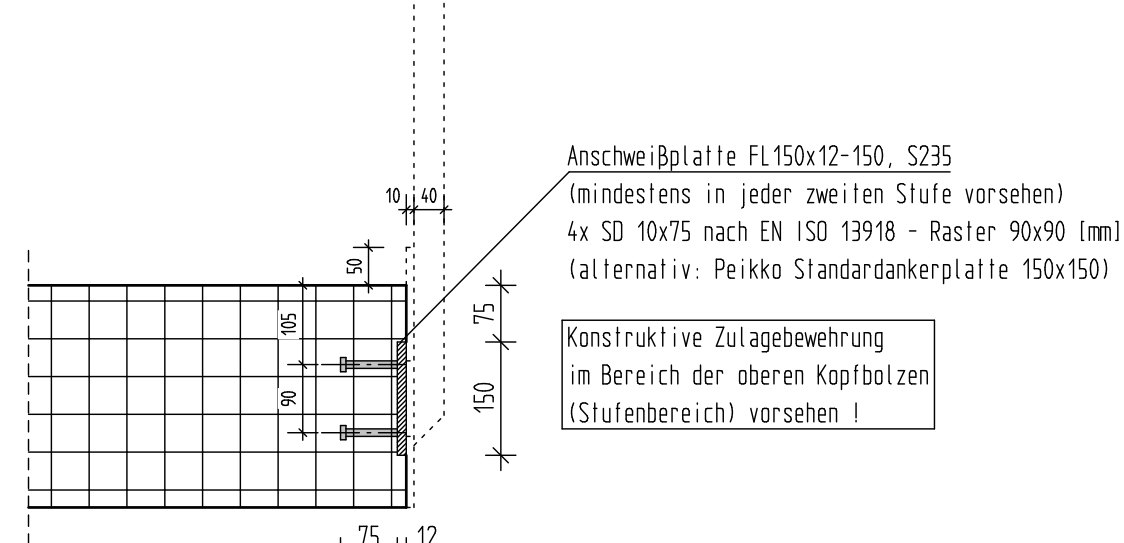 Anschweißplatte FL150x12-150, S235
(mindestens in jeder zweiten Stufe vorsehen)
4x SD 10x75 nach EN ISO 13918 - Raster 90x90 [mm]
(alternativ: Peikko Standardankerplatte 150x150)
10 40
50
105
90
75
150
Konstruktive Zulagebewehrung
im Bereich der oberen Kopfbolzen
(Stufenbereich) vorsehen !
75 12